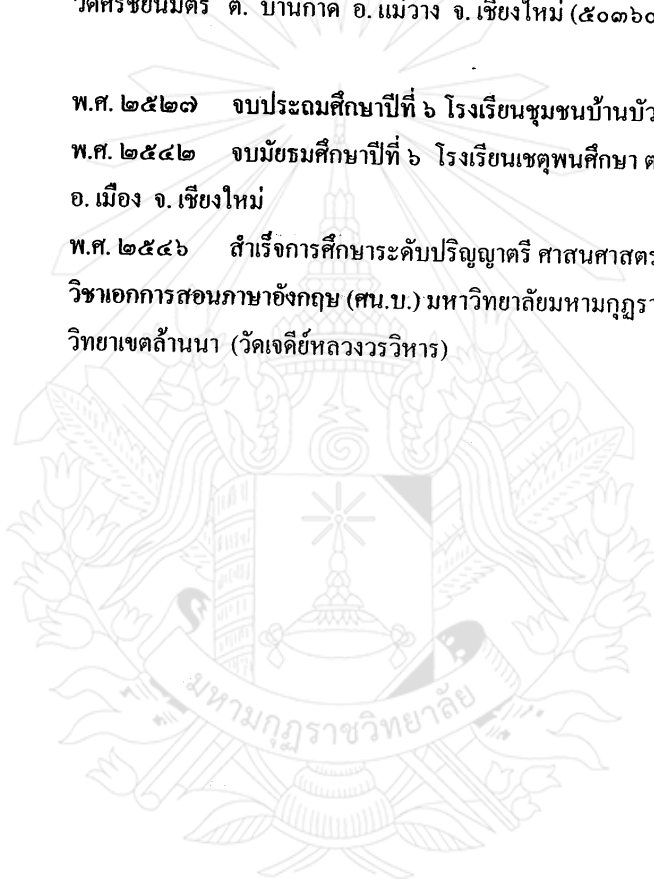 วัดศรีชัยนิมิตร ต. บ้านกาด อ. แม่วาง จ. เชียงใหม่ (๕๐๓๖๐
พ.ศ. ๒๕๒๗ จบประถมศึกษาปีที่ ๖ โรงเรียนชุมชนบ้านบัว
พ.ศ. ๒๕๔๒ จบมัยธมศึกษาปีที่ ๖ โรงเรียนเชตุพนศึกษา ต
อ. เมือง จ. เชียงใหม่
พ.ศ. ๒๕๔๖ สำเร็จการศึกษาระดับปริญญาตรี ศาสนศาสตร
วิชาเอกการสอนภาษาอังกฤษ (ศน.บ.) มหาวิทยาลัยมหามกุฏรา
วิทยาเขตล้านนา (วัดเจดีย์หลวงวรวิหาร)
มหามกุฏราชวิทยาลัย